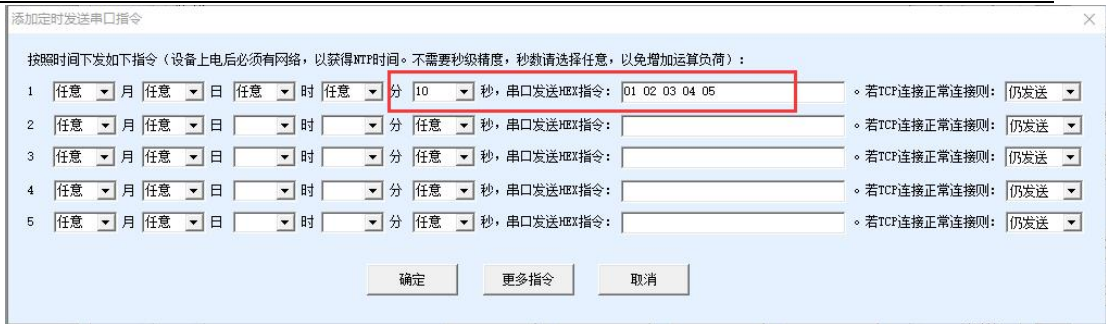 添加定时发送串口指令
按照时间下发如下指令（设备上电后必须有网络，以获得NTP时间。不需要秒级精度，秒数请选择任意，以免增加运算负荷）：
1 任意 月 任意 日 任意 时 任意 分 10 秒，串口发送HEX指令： 01 02 03 04 05 。若TCP连接正常连接则： 仍发送
2 任意 月 任意 日 时 分 任意 秒，串口发送HEX指令： 。若TCP连接正常连接则： 仍发送
3 任意 月 任意 日 时 分 任意 秒，串口发送HEX指令： 。若TCP连接正常连接则： 仍发送
4 任意 月 任意 日 时 分 任意 秒，串口发送HEX指令： 。若TCP连接正常连接则： 仍发送
5 任意 月 任意 日 时 分 任意 秒，串口发送HEX指令： 。若TCP连接正常连接则： 仍发送
确定 更多指令 取消